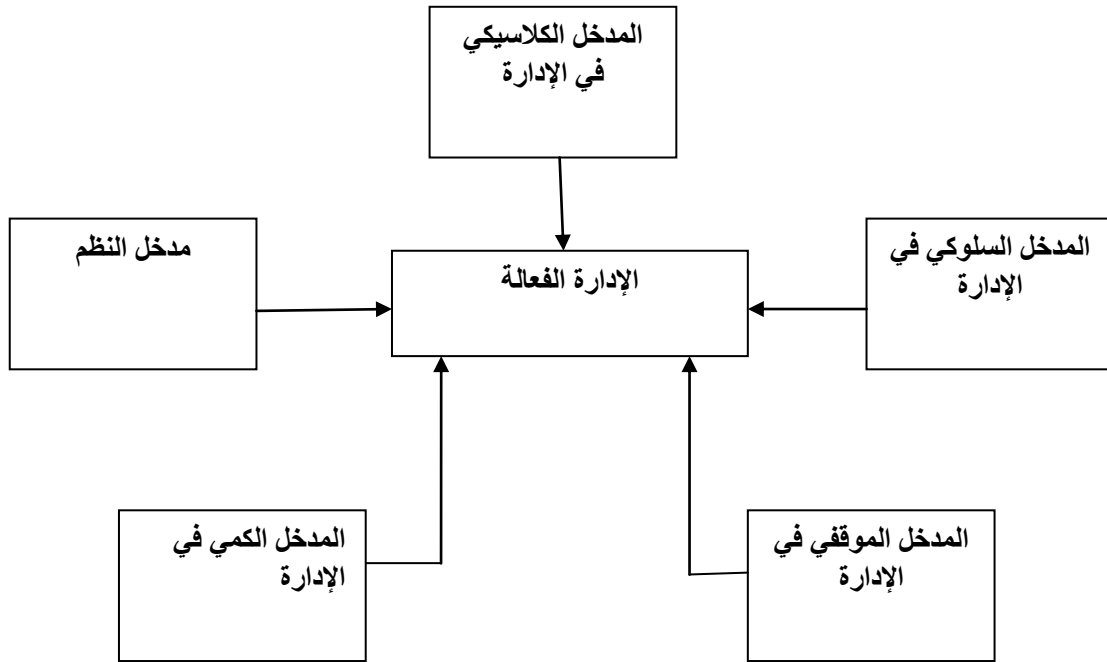 المدخل الكلاسيكي
في الإدارة
المدخل السلوكي في
الإدارة
الإدارة الفعالة
مدخل النظم
المدخل الموقفي في
الإدارة
المدخل الكمي في
الإدارة